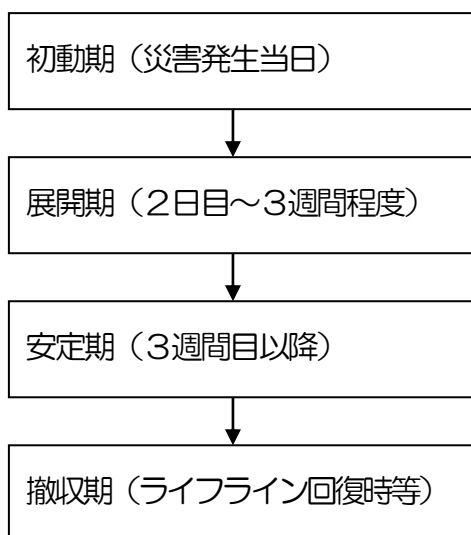 初動期（災害発生当日）
展開期（２日目～３週間程度）
安定期（３週間目以降）
撤収期（ライフライン回復時等）